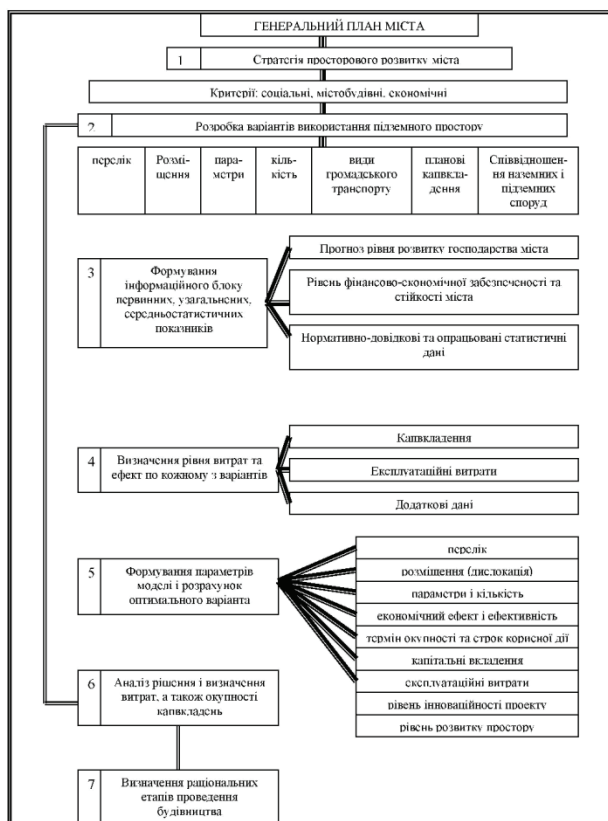 ГЕНЕРАЛЬНИЙ ПЛАН МІСТА
1 Стратегія просторового розвитку міста
Критерії: соціальні, містобудівні, економічні
2 Розробка варіантів використання підземного простору
перелік
Розмі-
щення
пара-
метри
кіль-
кість
види
громадського
транспорту
планові
капвкла-
дення
Співвідношен-
ня наземних і
підземних
споруд
3
Формування
інформаційного блоку
первинних, узагальнених,
середньостатистичних
показників
Прогноз рівня розвитку господарства міста
Рівень фінансово-економічної забезпеченості та
стійкості міста
Нормативно-довідкові та опрацьовані статистичні
дані
4
Визначення рівня витрат та
ефект по кожному з варіантів
Капвкладення
Експлуатаційні витрати
Додаткові дані
5
Формування параметрів
моделі і розрахунок
оптимального варіанта
перелік
розміщення (дислокація)
параметри і кількість
економічний ефект і ефективність
термін окупності та строк корисної дії
капітальні вкладення
експлуатаційні витрати
рівень інноваційності проекту
рівень розвитку простору
6
Аналіз рішення і визначення
витрат, а також окупності
капвкладень
7
Визначення раціональних
етапів проведення
будівництва